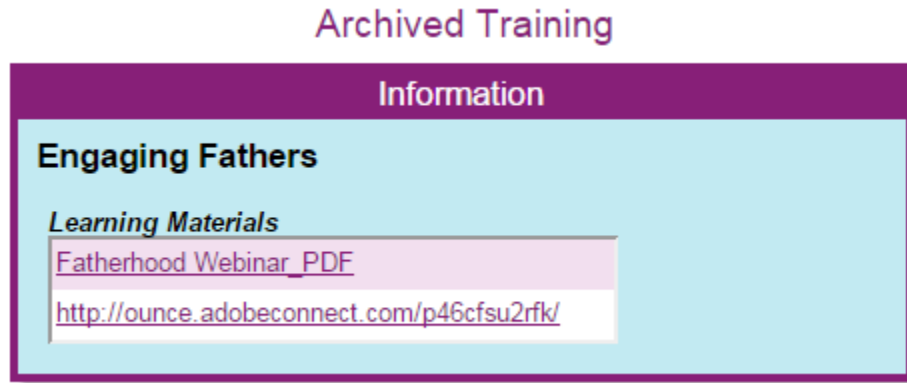 Archived Training
Information
Engaging Fathers
Learning Materials
Fatherhood Webinar_PDF
http://ounce.adobeconnect.com/p46cfsu2rfk/